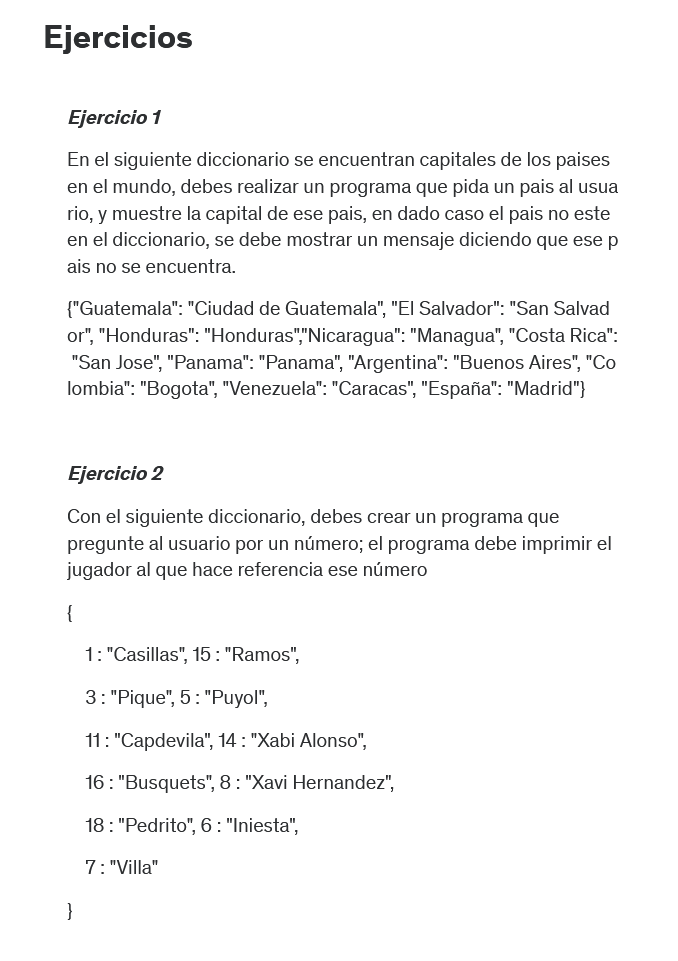 Ejercicios
Ejercicio 1
En el siguiente diccionario se encuentran capitales de los paises
en el mundo, debes realizar un programa que pida un pais al usua
rio, y muestre la capital de ese pais, en dado caso el pais no este
en el diccionario, se debe mostrar un mensaje diciendo que ese p
ais no se encuentra.
{"Guatemala": "Ciudad de Guatemala", "El Salvador": "San Salvad
or", "Honduras": "Honduras","Nicaragua": "Managua", "Costa Rica":
"San Jose", "Panama": "Panama", "Argentina": "Buenos Aires", "Co
lombia": "Bogota", "Venezuela": "Caracas", "España": "Madrid"}
Ejercicio 2
Con el siguiente diccionario, debes crear un programa que
pregunte al usuario por un número; el programa debe imprimir el
jugador al que hace referencia ese número
{
1 : "Casillas", 15 : "Ramos",
3 : "Pique", 5 : "Puyol",
11 : "Capdevila", 14 : "Xabi Alonso",
16 : "Busquets", 8 : "Xavi Hernandez",
18 : "Pedrito", 6 : "Iniesta",
7 : "Villa"
}